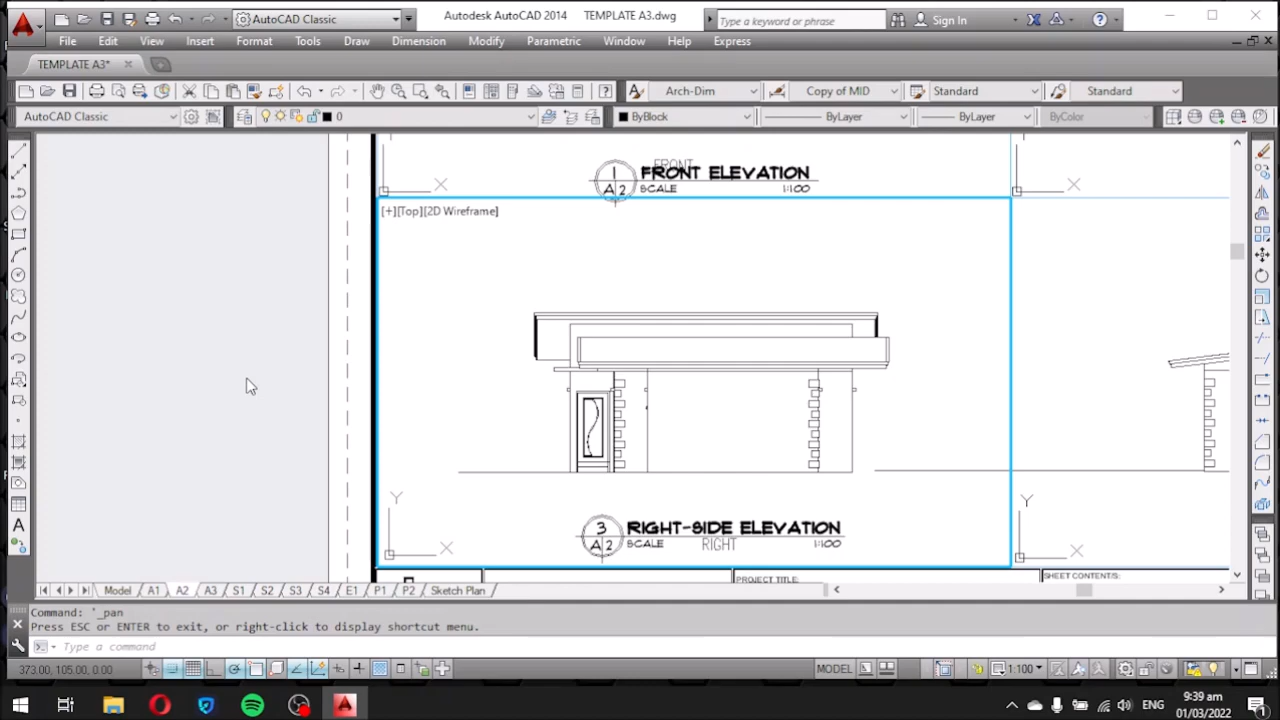 AutoCAD Classic
Autodesk AutoCAD 2014 TEMPLATE A3.dwg
Type a keyword or phrase
Sign In
File Edit View Insert Format Tools Draw Dimension Modify Parametric Window Help Express
TEMPLATE A3*
Arch-Dim
Copy of MID
Standard
Standard
AutoCAD Classic
0
ByBlock
ByLayer
ByLayer
ByColor
FRONT
1
A 2
FRONT ELEVATION
SCALE 1:100
X
X
[+][Top][2D Wireframe]
Y
X
Y
X
3
A 2
RIGHT-SIDE ELEVATION
SCALE RIGHT 1:100
PROJECT TITLE:
SHEET CONTENT/S:
Model A1 A2 A3 S1 S2 S3 S4 E1 P1 P2 Sketch Plan
Command: '_pan
Press ESC or ENTER to exit, or right-click to display shortcut menu.
Type a command
373.00, 105.00, 0.00
MODEL
1:100
ENG
9:39 am
01/03/2022
1